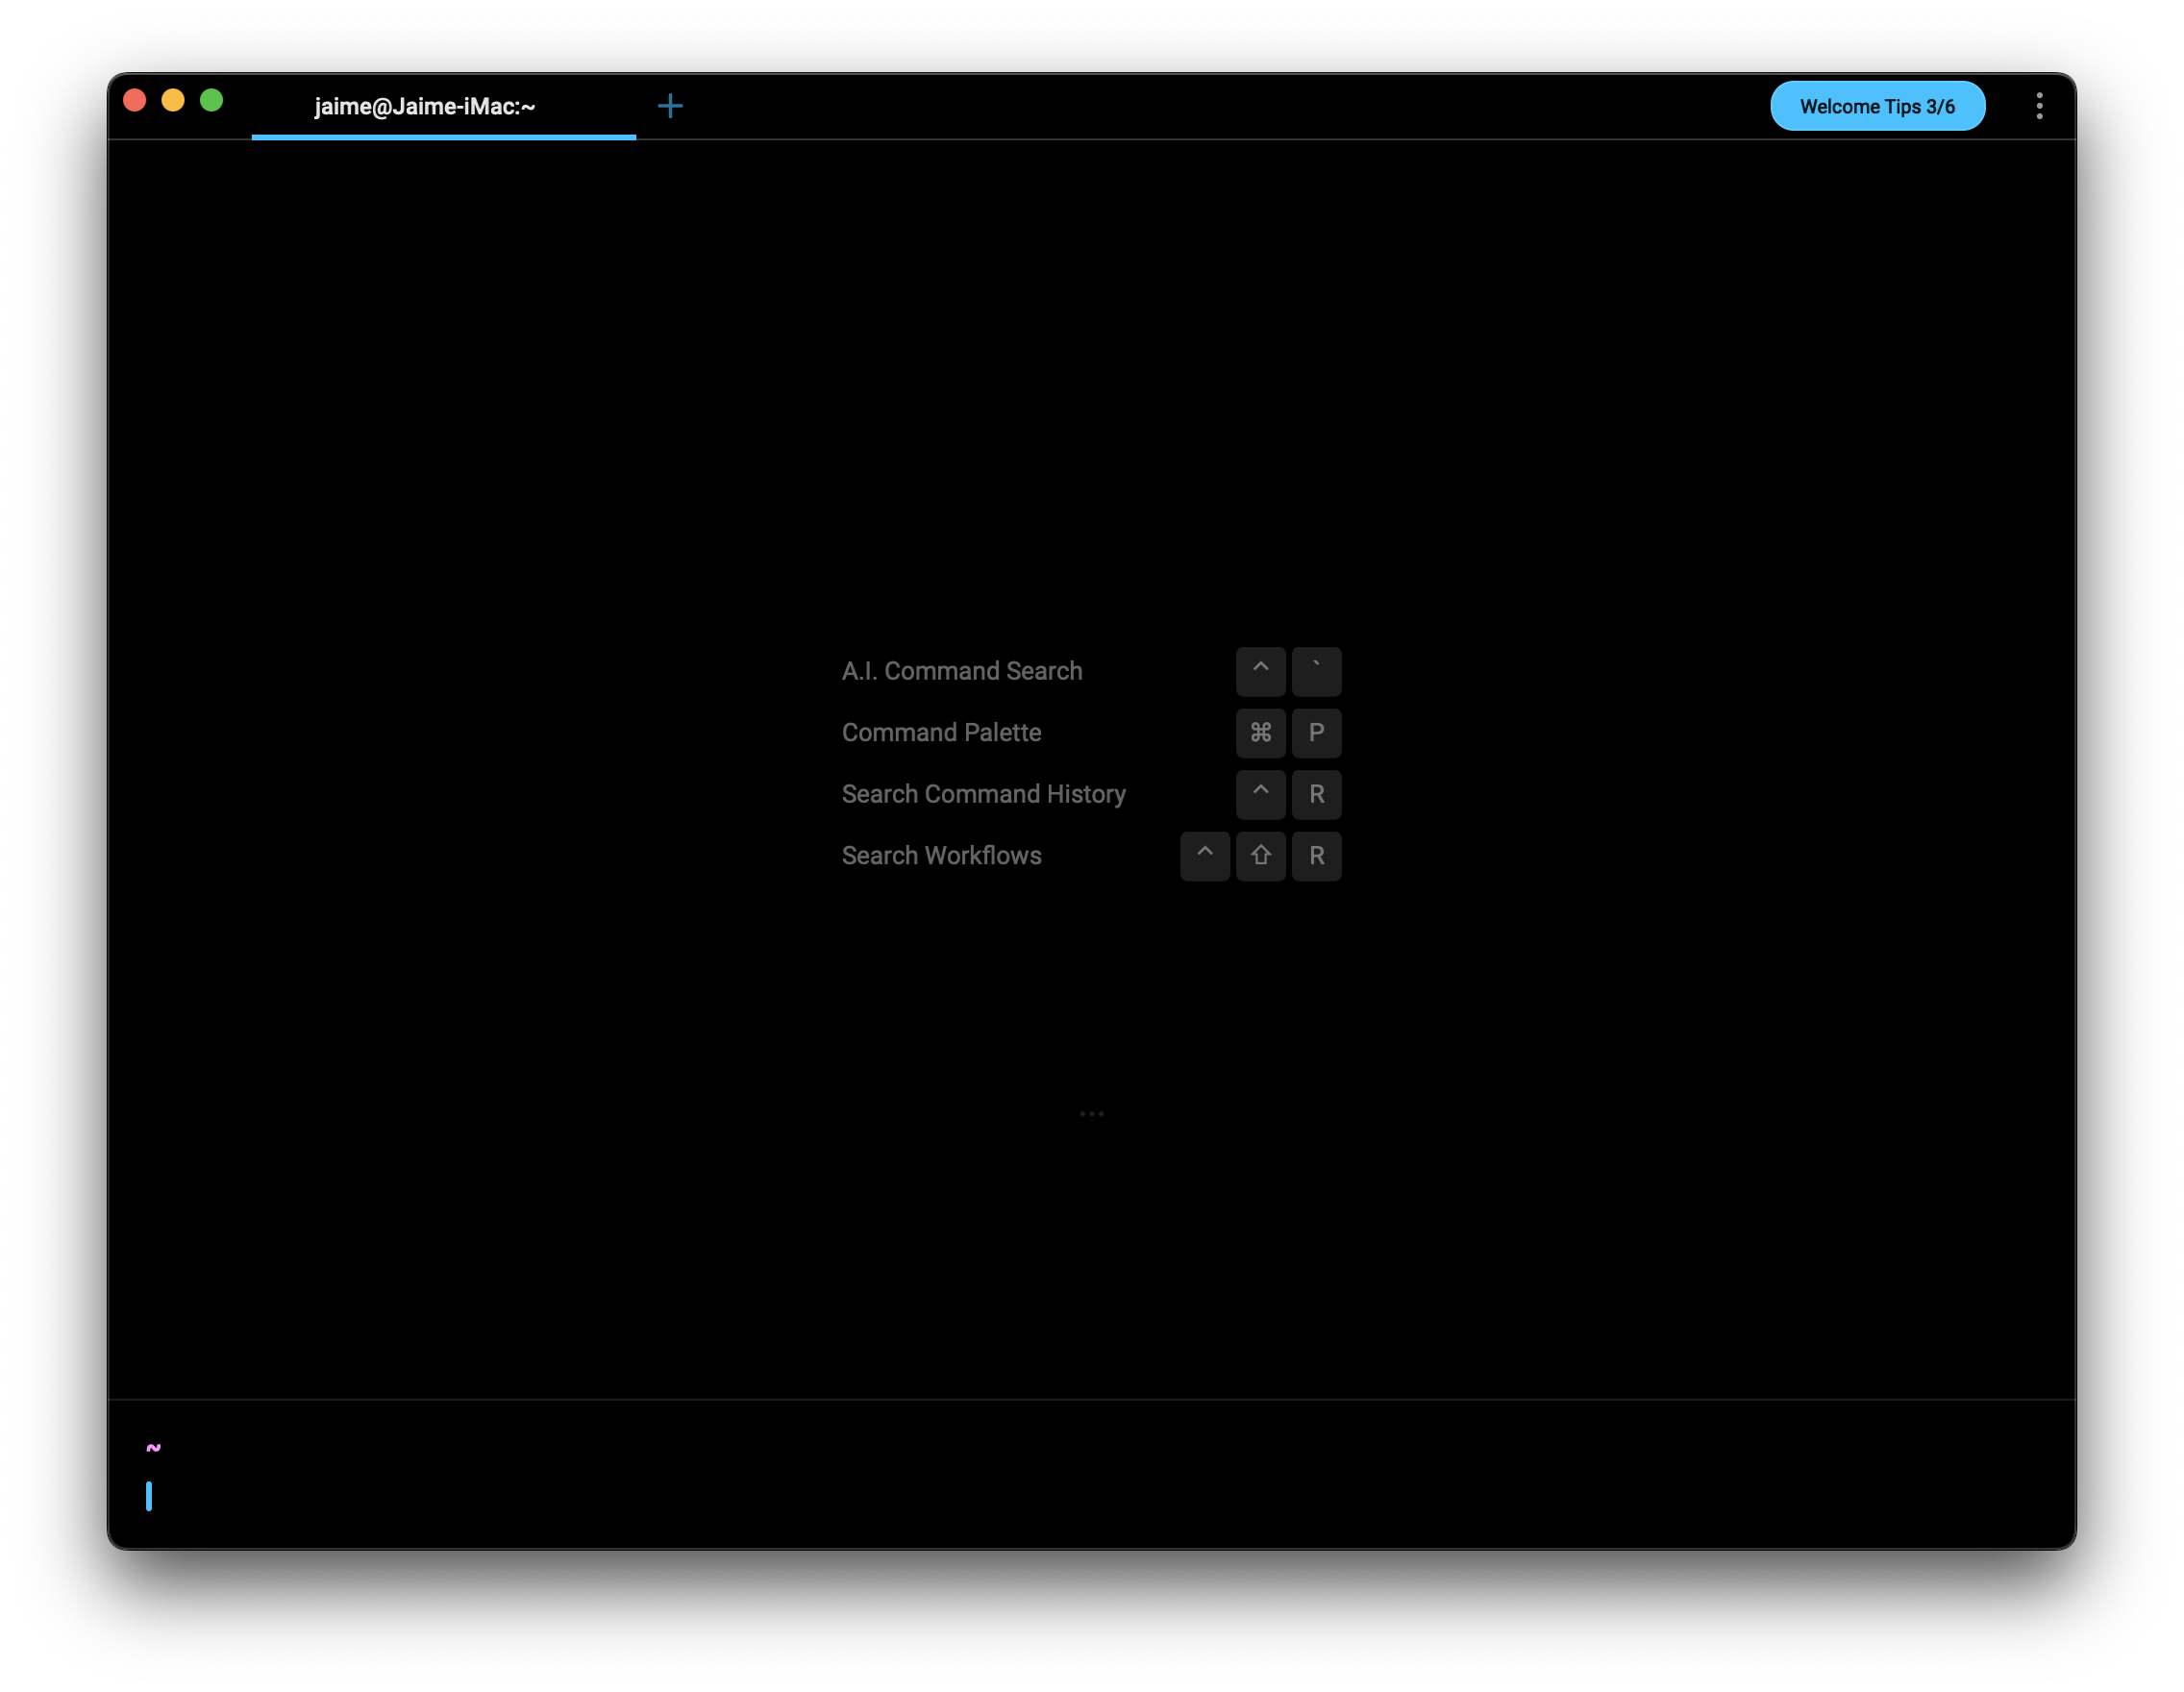 jaime@Jaime-iMac:~ + Welcome Tips 3/6
A.I. Command Search ^ `
Command Palette ⌘ P
Search Command History ^ R
Search Workflows ^ ⇧ R
...
~